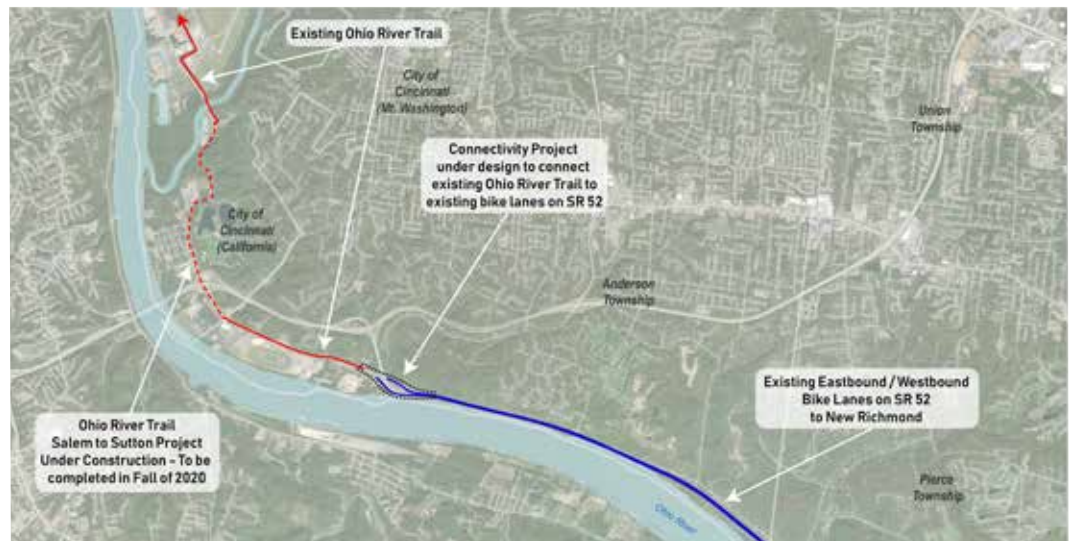 Existing Ohio River Trail
City of
Cincinnati
(Mt. Washington)
Union
Township
Connectivity Project
under design to connect
existing Ohio River Trail to
existing bike lanes on SR 52
City of
Cincinnati
(California)
Anderson
Township
Existing Eastbound / Westbound
Bike Lanes on SR 52
to New Richmond
Ohio River Trail
Salem to Sutton Project
Under Construction - To be
completed in Fall of 2020
Pierce
Township
Ohio River